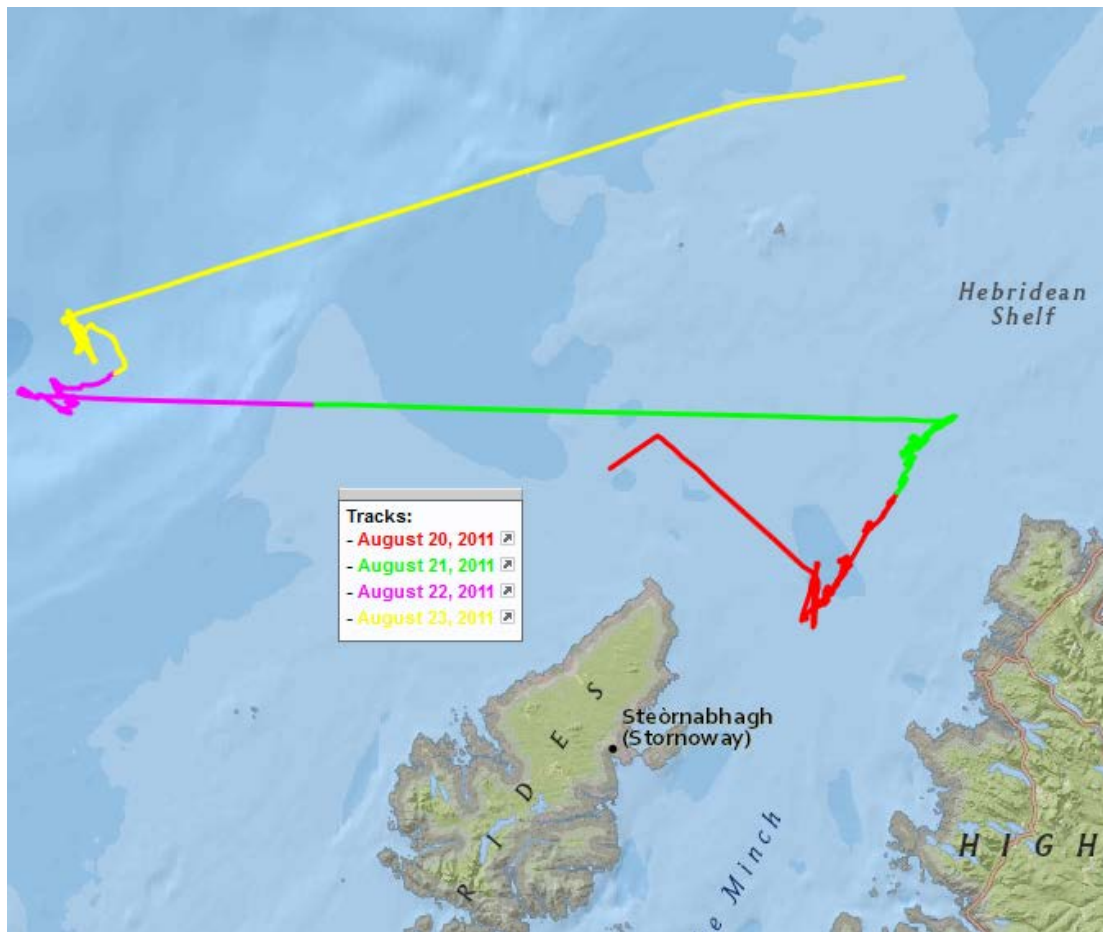 Hebridean
Shelf
Tracks:
- August 20, 2011
- August 21, 2011
- August 22, 2011
- August 23, 2011
Steòrnabhagh
(Stornoway)
R I D E S
e Minch
H I G H